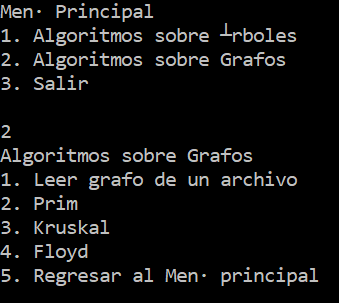 Men· Principal
1. Algoritmos sobre ┴rboles
2. Algoritmos sobre Grafos
3. Salir
2
Algoritmos sobre Grafos
1. Leer grafo de un archivo
2. Prim
3. Kruskal
4. Floyd
5. Regresar al Men· principal